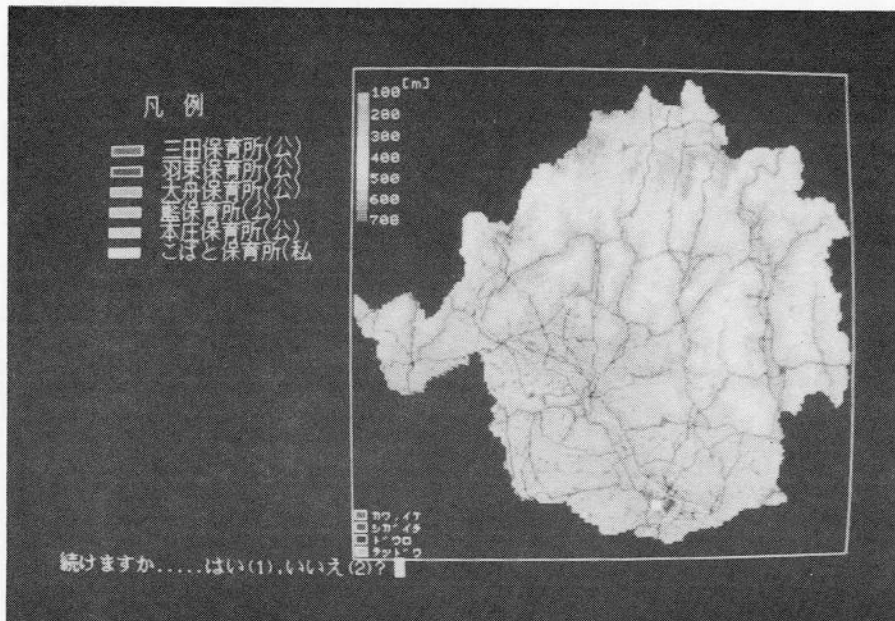 凡 例
三田保育所(公)
羽束保育所(公)
大舟保育所(公)
藍保育所(公)
本庄保育所(公)
こばと保育所(私
[m]
100
200
300
400
500
600
700
カワ,イケ
シガイチ
ドウロ
テツドウ
続けますか.....はい(1),いいえ(2)?